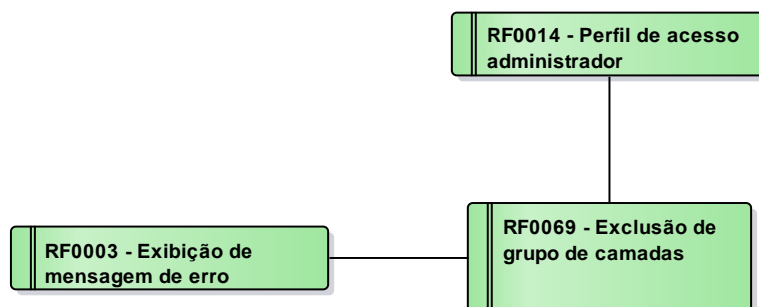 RF0014 - Perfil de acesso
administrador
RF0069 - Exclusão de
grupo de camadas
RF0003 - Exibição de
mensagem de erro